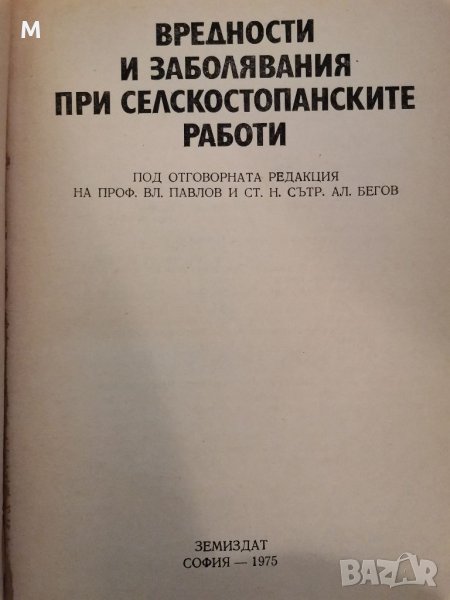 M
ВРЕДНОСТИ
И ЗАБОЛЯВАНИЯ
ПРИ СЕЛСКОСТОПАНСКИТЕ
РАБОТИ
ПОД ОТГОВОРНАТА РЕДАКЦИЯ
НА ПРОФ. ВЛ. ПАВЛОВ И СТ. Н. СЪТР. АЛ. БЕГОВ
ЗЕМИЗДАТ
СОФИЯ — 1975
BAZAR